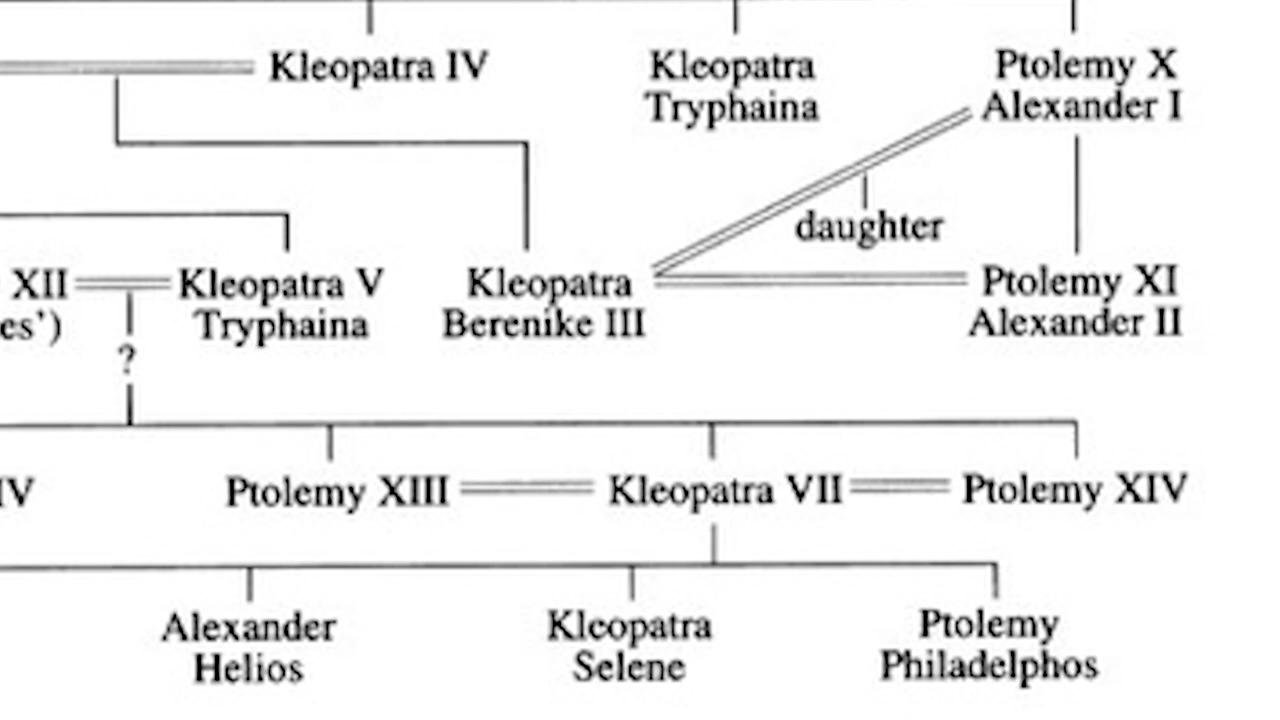 Kleopatra IV
Kleopatra
Tryphaina
Ptolemy X
Alexander I
daughter
XII
es')
Kleopatra V
Tryphaina
Kleopatra
Berenike III
Ptolemy XI
Alexander II
?
IV
Ptolemy XIII
Kleopatra VII
Ptolemy XIV
Alexander
Helios
Kleopatra
Selene
Ptolemy
Philadelphos